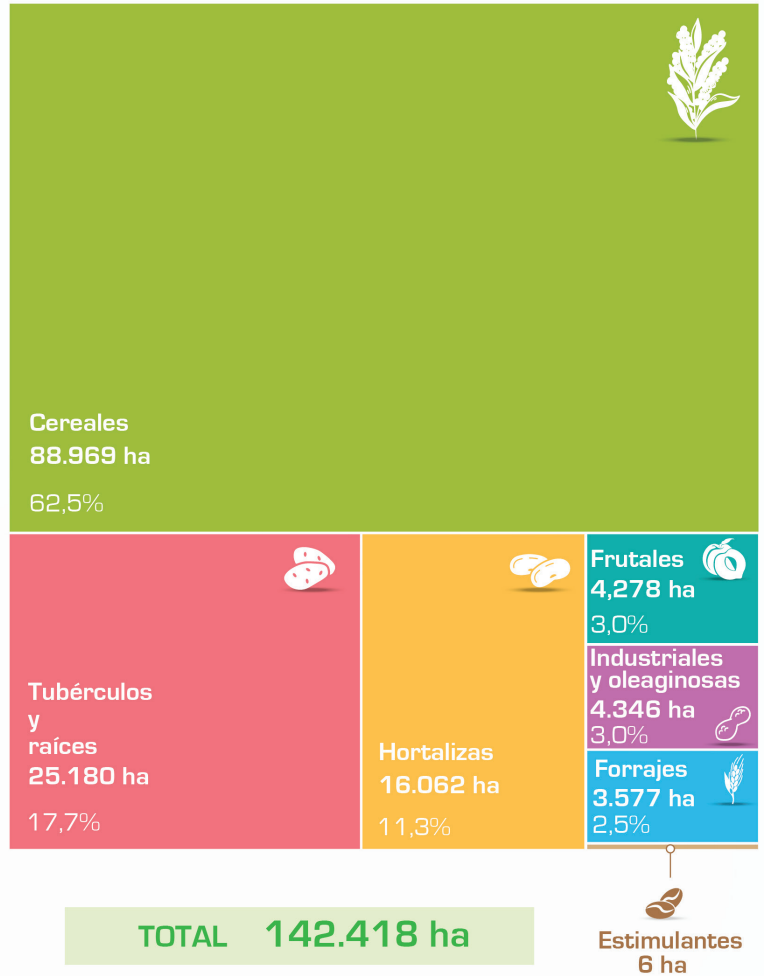 Cereales
88.969 ha
62,5%
Tubérculos
y
raíces
25.180 ha
17,7%
Hortalizas
16.062 ha
11,3%
Frutales
4,278 ha
3,0%
Industriales
y oleaginosas
4.346 ha
3,0%
Forrajes
3.577 ha
2,5%
Estimulantes
6 ha
TOTAL 142.418 ha